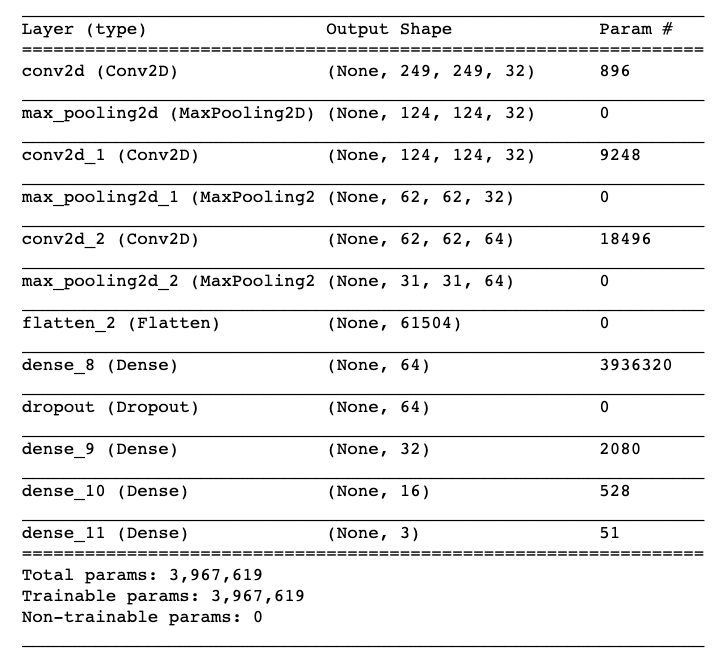 Layer (type) Output Shape Param #
=================================================================
conv2d (Conv2D) (None, 249, 249, 32) 896
max_pooling2d (MaxPooling2D) (None, 124, 124, 32) 0
conv2d_1 (Conv2D) (None, 124, 124, 32) 9248
max_pooling2d_1 (MaxPooling2 (None, 62, 62, 32) 0
conv2d_2 (Conv2D) (None, 62, 62, 64) 18496
max_pooling2d_2 (MaxPooling2 (None, 31, 31, 64) 0
flatten_2 (Flatten) (None, 61504) 0
dense_8 (Dense) (None, 64) 3936320
dropout (Dropout) (None, 64) 0
dense_9 (Dense) (None, 32) 2080
dense_10 (Dense) (None, 16) 528
dense_11 (Dense) (None, 3) 51
=================================================================
Total params: 3,967,619
Trainable params: 3,967,619
Non-trainable params: 0